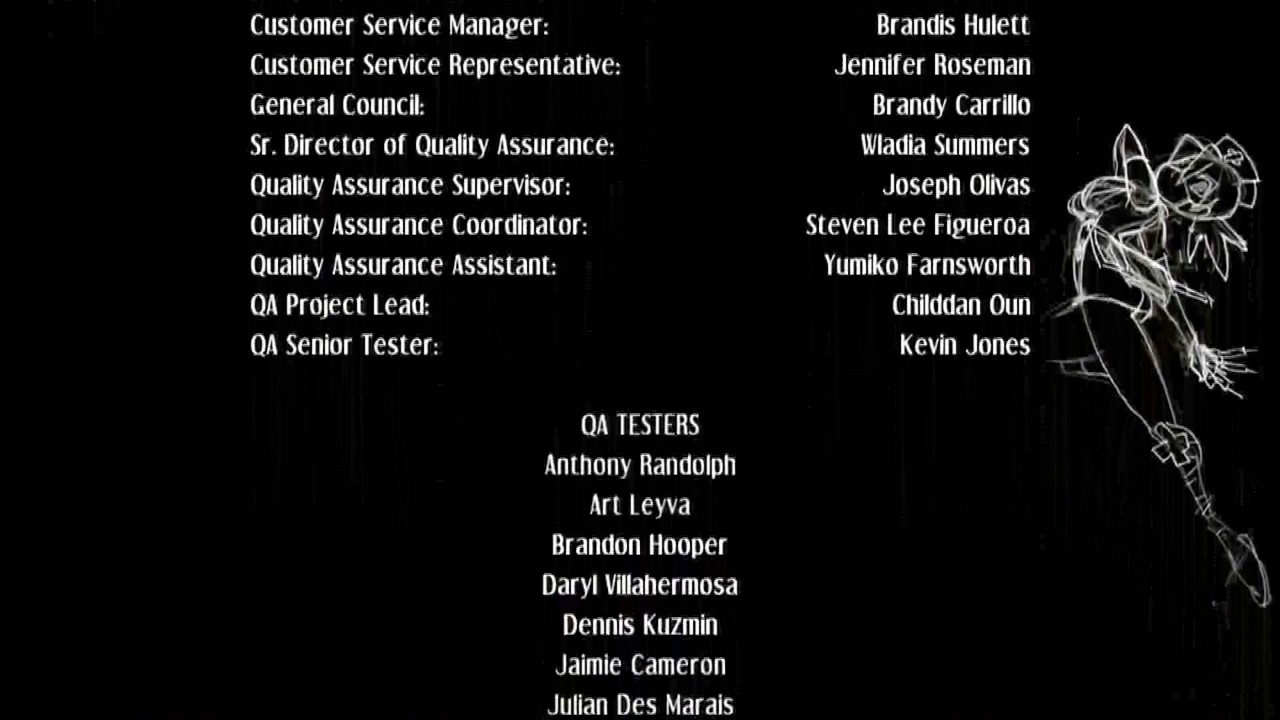 Customer Service Manager: Brandis Hulett
Customer Service Representative: Jennifer Roseman
General Council: Brandy Carrillo
Sr. Director of Quality Assurance: Wladia Summers
Quality Assurance Supervisor: Joseph Olivas
Quality Assurance Coordinator: Steven Lee Figueroa
Quality Assurance Assistant: Yumiko Farnsworth
QA Project Lead: Childdan Oun
QA Senior Tester: Kevin Jones
QA TESTERS
Anthony Randolph
Art Leyva
Brandon Hooper
Daryl Villahermosa
Dennis Kuzmin
Jaimie Cameron
Julian Des Marais